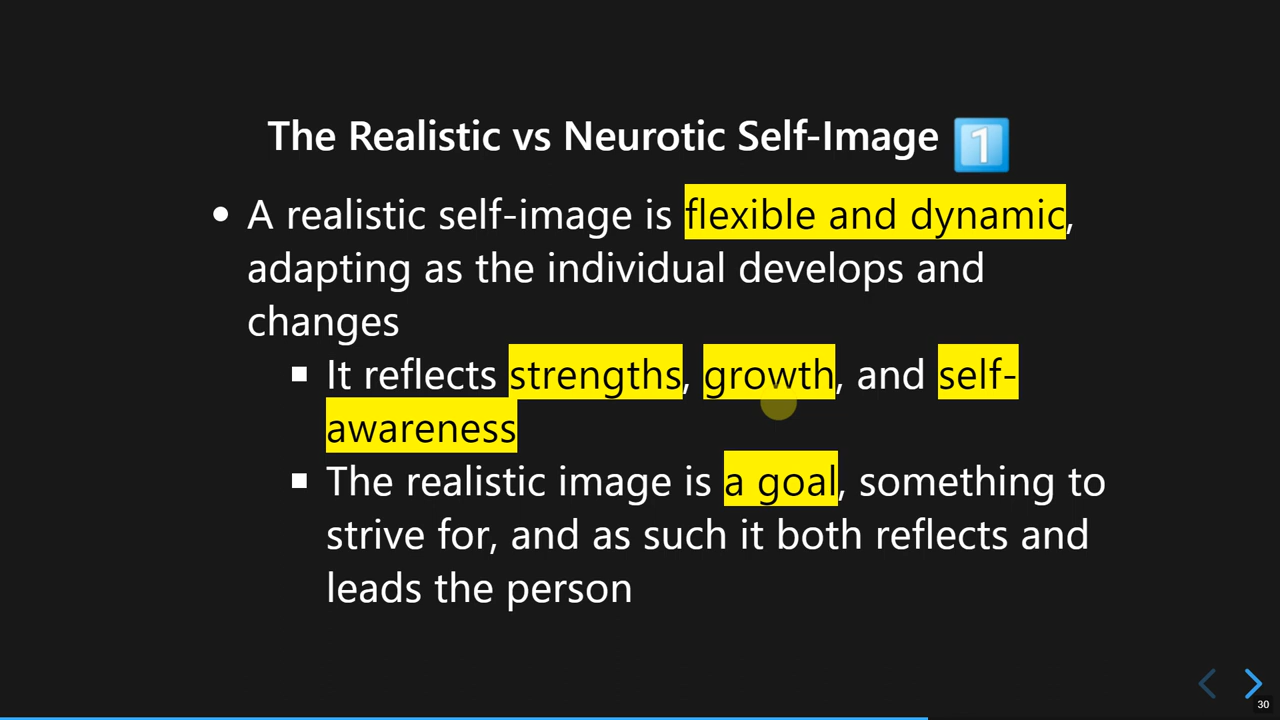 The Realistic vs Neurotic Self-Image 1️⃣
• A realistic self-image is flexible and dynamic,
adapting as the individual develops and
changes
▪ It reflects strengths, growth, and self-
awareness
▪ The realistic image is a goal, something to
strive for, and as such it both reflects and
leads the person
30